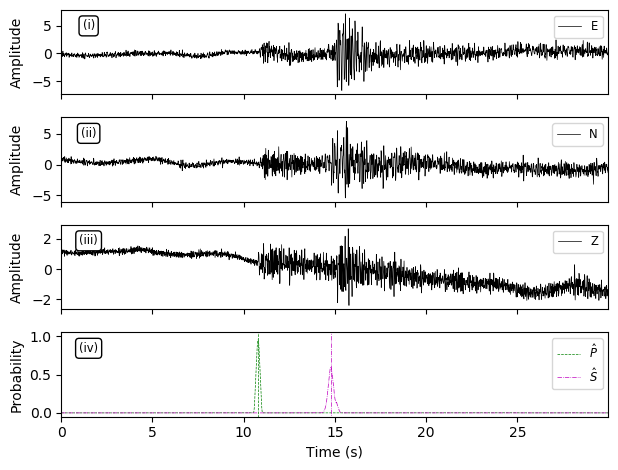 (i)
E
Amplitude
5
0
−5
(ii)
N
Amplitude
5
0
−5
(iii)
Z
Amplitude
2
0
−2
(iv)
P̂
Ŝ
Probability
1.0
0.5
0.0
0 5 10 15 20 25
Time (s)